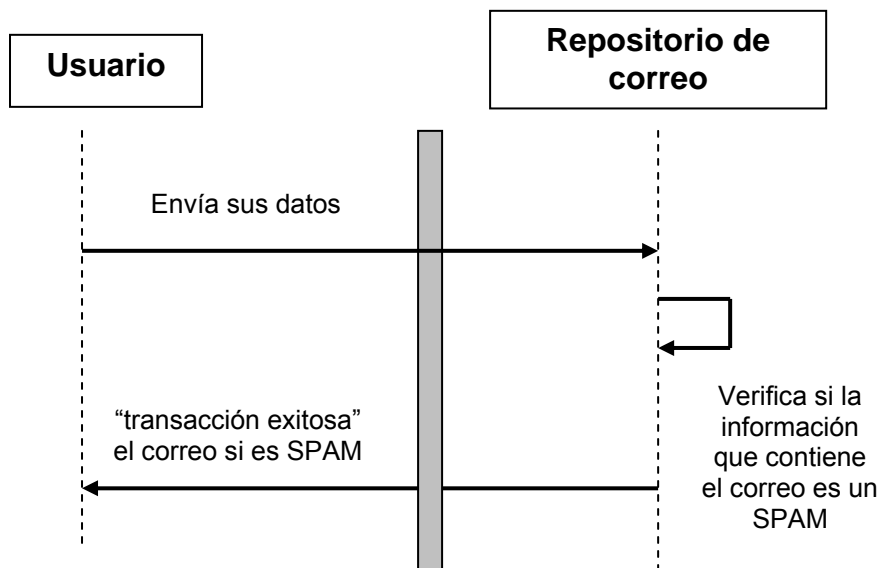 Usuario
Repositorio de
correo
Envía sus datos
Verifica si la
información
que contiene
el correo es un
SPAM
“transacción exitosa”
el correo si es SPAM